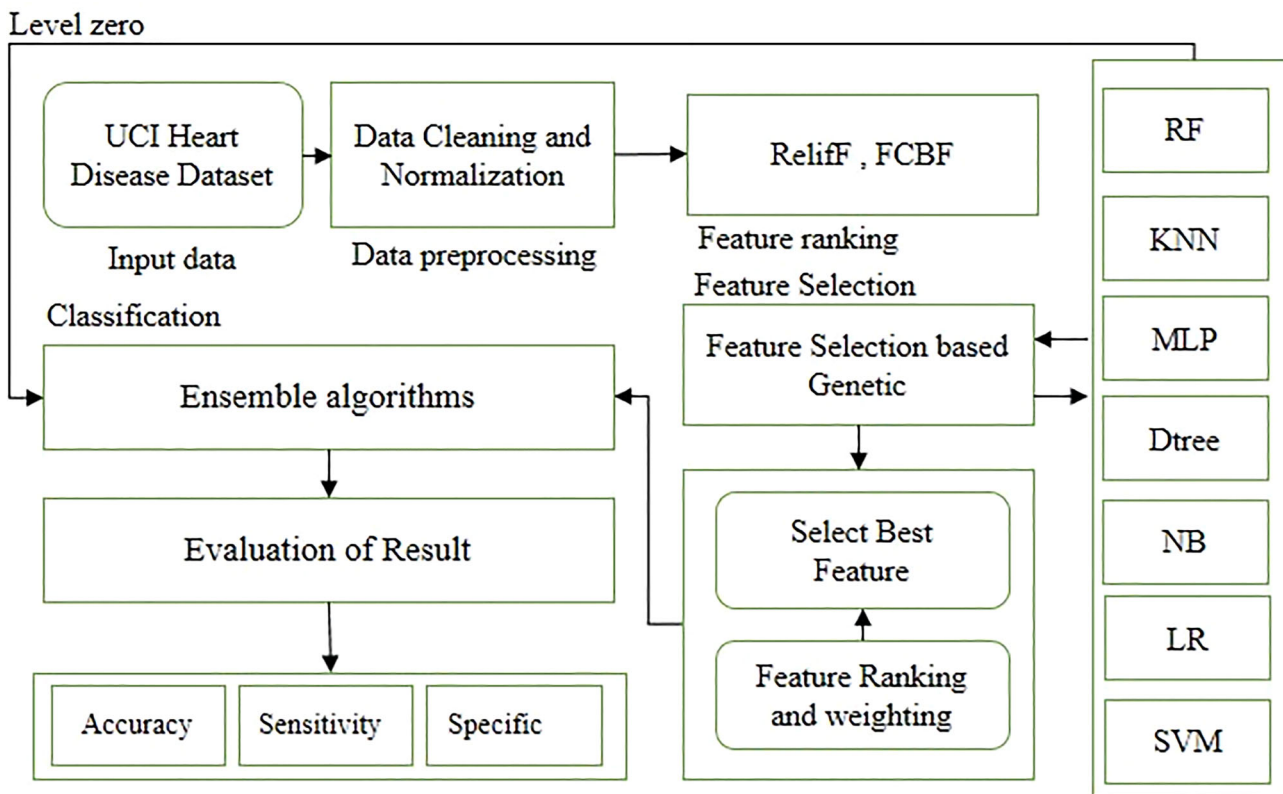 Level zero
UCI Heart
Disease Dataset
Input data
Data Cleaning and
Normalization
Data preprocessing
RelifF , FCBF
Feature ranking
Feature Selection
Feature Selection based
Genetic
Select Best
Feature
Feature Ranking
and weighting
Classification
Ensemble algorithms
Evaluation of Result
Accuracy
Sensitivity
Specific
RF
KNN
MLP
Dtree
NB
LR
SVM